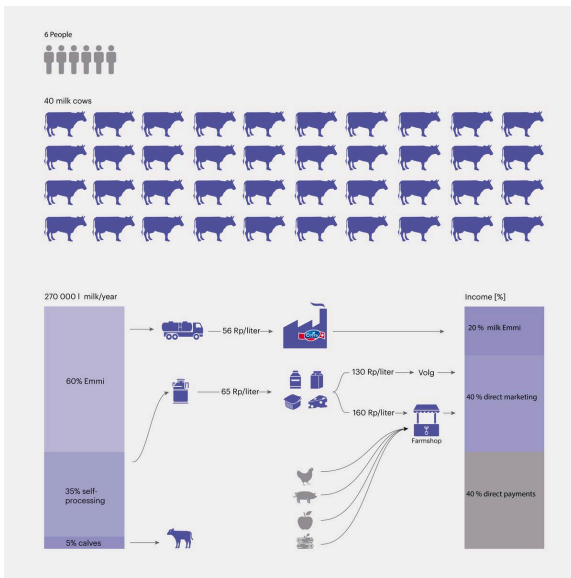 6 People
40 milk cows
270 000 l milk/year
Income [%]
56 Rp/liter
20 % milk Emmi
60% Emmi
130 Rp/liter
Volg
65 Rp/liter
40 % direct marketing
160 Rp/liter
Farmshop
35% self-
processing
40 % direct payments
5% calves